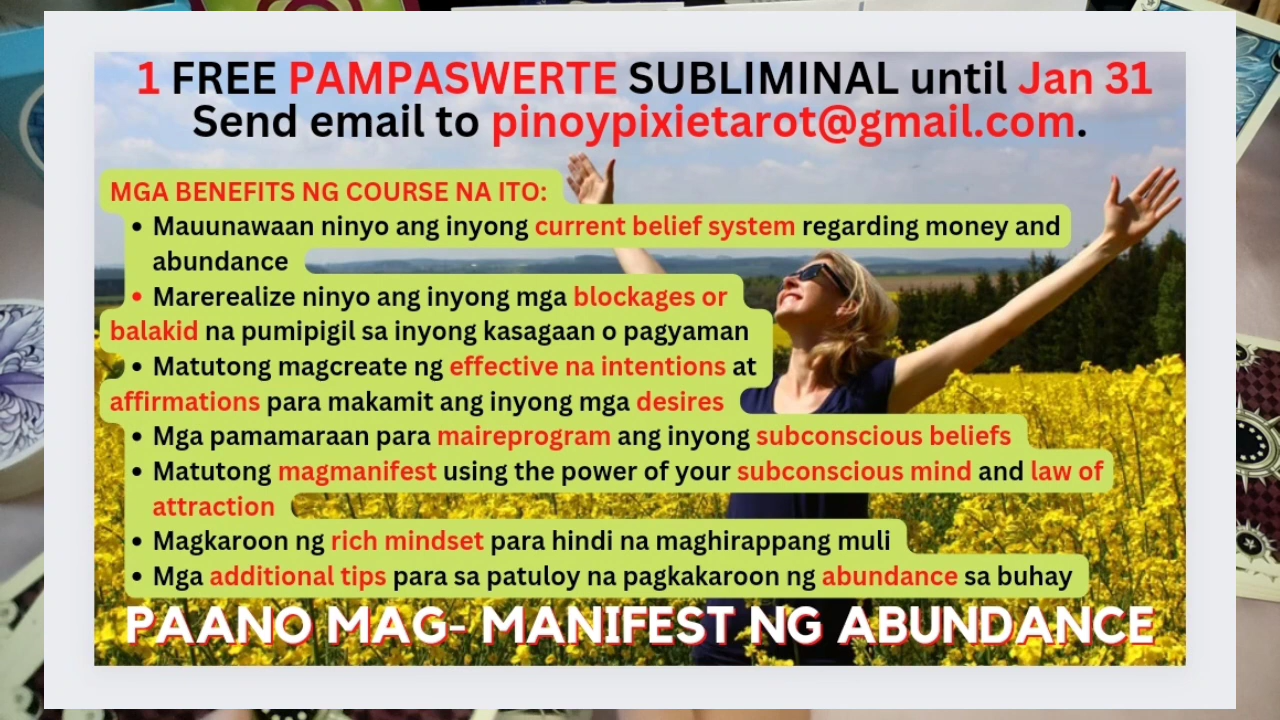 1 FREE PAMPASWERTE SUBLIMINAL until Jan 31
Send email to pinoypixietarot@gmail.com.
MGA BENEFITS NG COURSE NA ITO:
• Mauunawaan ninyo ang inyong current belief system regarding money and
abundance
• Marerealize ninyo ang inyong mga blockages or
balakid na pumipigil sa inyong kasagaan o pagyaman
• Matutong magcreate ng effective na intentions at
affirmations para makamit ang inyong mga desires
• Mga pamamaraan para maireprogram ang inyong subconscious beliefs
• Matutong magmanifest using the power of your subconscious mind and law of
attraction
• Magkaroon ng rich mindset para hindi na maghirappang muli
• Mga additional tips para sa patuloy na pagkakaroon ng abundance sa buhay
PAANO MAG- MANIFEST NG ABUNDANCE